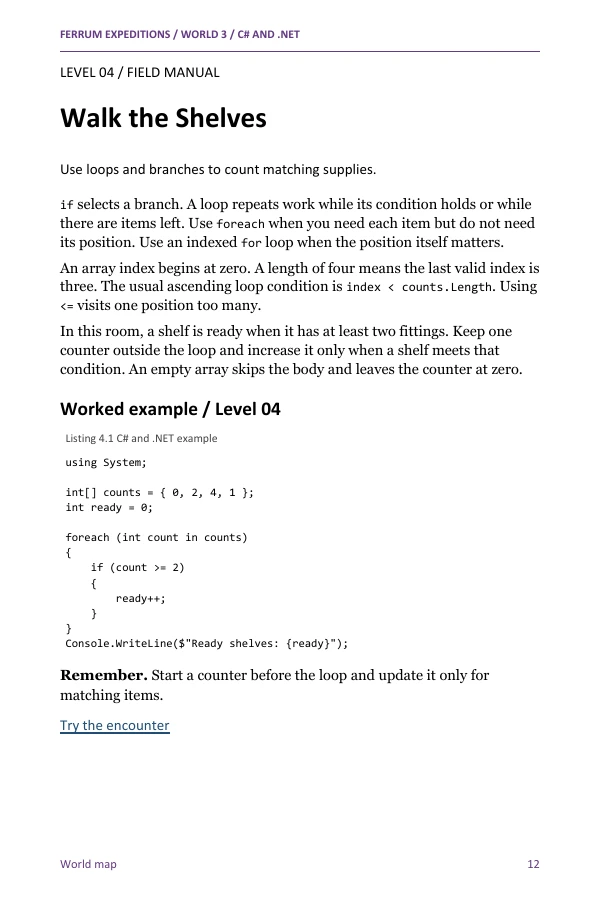 FERRUM EXPEDITIONS / WORLD 3 / C# AND .NET
LEVEL 04 / FIELD MANUAL
Walk the Shelves
Use loops and branches to count matching supplies.
if selects a branch. A loop repeats work while its condition holds or while
there are items left. Use foreach when you need each item but do not need
its position. Use an indexed for loop when the position itself matters.
An array index begins at zero. A length of four means the last valid index is
three. The usual ascending loop condition is index < counts.Length. Using
<= visits one position too many.
In this room, a shelf is ready when it has at least two fittings. Keep one
counter outside the loop and increase it only when a shelf meets that
condition. An empty array skips the body and leaves the counter at zero.
Worked example / Level 04
Listing 4.1 C# and .NET example
using System;

int[] counts = { 0, 2, 4, 1 };
int ready = 0;

foreach (int count in counts)
{
    if (count >= 2)
    {
        ready++;
    }
}
Console.WriteLine($"Ready shelves: {ready}");
Remember. Start a counter before the loop and update it only for
matching items.
Try the encounter
World map 12